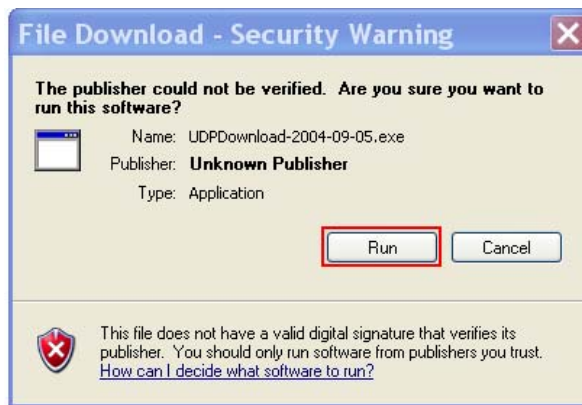 File Download - Security Warning
The publisher could not be verified. Are you sure you want to
run this software?
Name: UDPDownload-2004-09-05.exe
Publisher: Unknown Publisher
Type: Application
Run
Cancel
This file does not have a valid digital signature that verifies its
publisher. You should only run software from publishers you trust.
How can I decide what software to run?